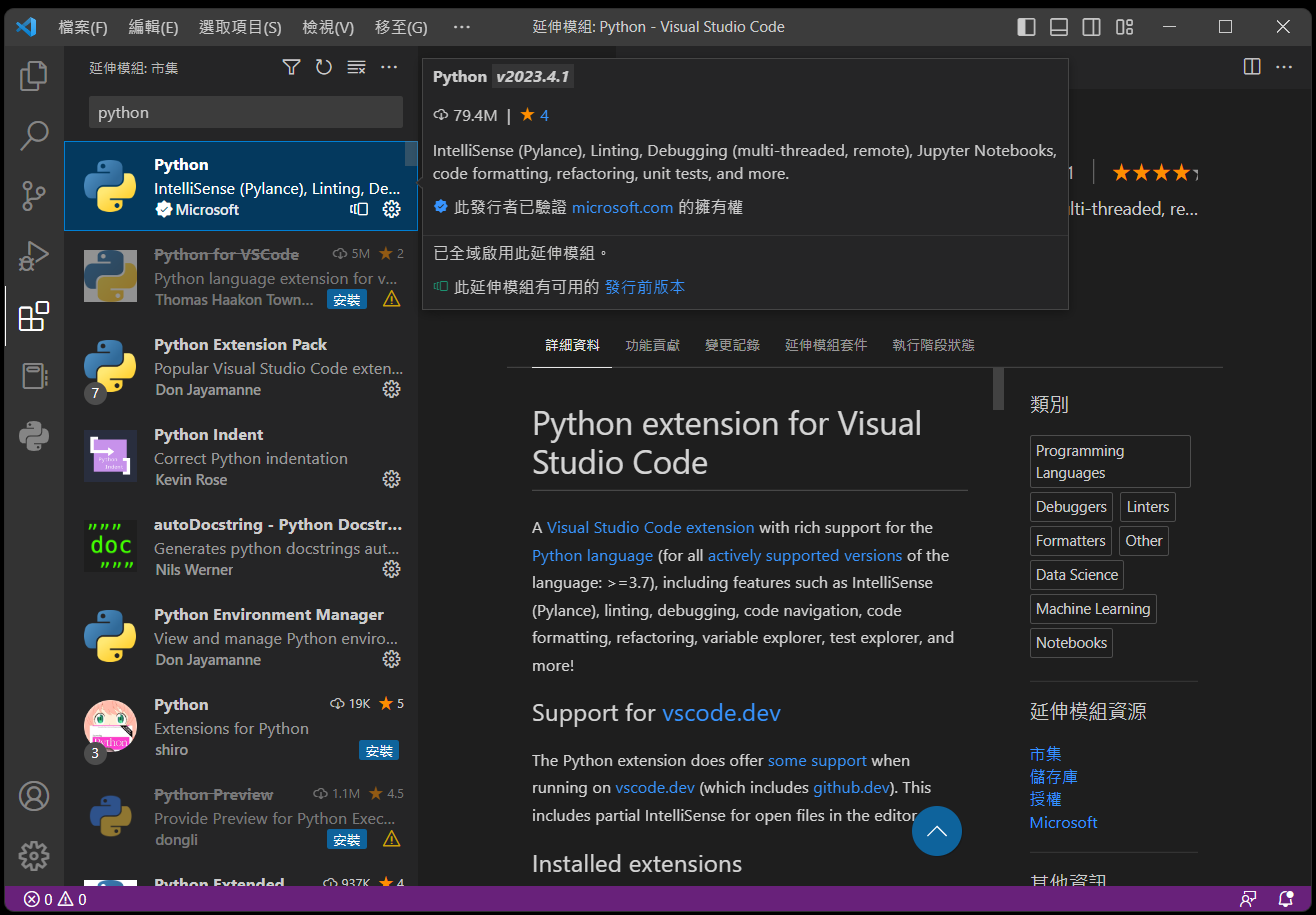 檔案(F) 編輯(E) 選取項目(S) 檢視(V) 移至(G) ··· 延伸模組: Python - Visual Studio Code
延伸模組: 市集
python
Python
IntelliSense (Pylance), Linting, De...
Microsoft
Python for VSCode 5M ★ 2
Python language extension for v...
Thomas Haakon Town... 安裝
Python Extension Pack
Popular Visual Studio Code exten...
7
Don Jayamanne
Python Indent
Correct Python indentation
Kevin Rose
autoDocstring - Python Docstr...
Generates python docstrings aut...
doc
Nils Werner
Python Environment Manager
View and manage Python enviro...
Don Jayamanne
Python 19K ★ 5
Extensions for Python
Python
3
shiro 安裝
Python Preview 1.1M ★ 4.5
Provide Preview for Python Exec...
dongli 安裝
Python Extended 937K ★ 4
Python v2023.4.1
79.4M | ★ 4
IntelliSense (Pylance), Linting, Debugging (multi-threaded, remote), Jupyter Notebooks,
code formatting, refactoring, unit tests, and more.
此發行者已驗證 microsoft.com 的擁有權
已全域啟用此延伸模組。
此延伸模組有可用的 發行前版本
lti-threaded, re...
詳細資料 功能貢獻 變更記錄 延伸模組套件 執行階段狀態
Python extension for Visual
Studio Code
A Visual Studio Code extension with rich support for the
Python language (for all actively supported versions of the
language: >=3.7), including features such as IntelliSense
(Pylance), linting, debugging, code navigation, code
formatting, refactoring, variable explorer, test explorer, and
more!
Support for vscode.dev
The Python extension does offer some support when
running on vscode.dev (which includes github.dev). This
includes partial IntelliSense for open files in the editor.
Installed extensions
類別
Programming
Languages
Debuggers Linters
Formatters Other
Data Science
Machine Learning
Notebooks
延伸模組資源
市集
儲存庫
授權
Microsoft
其他資訊
0 0